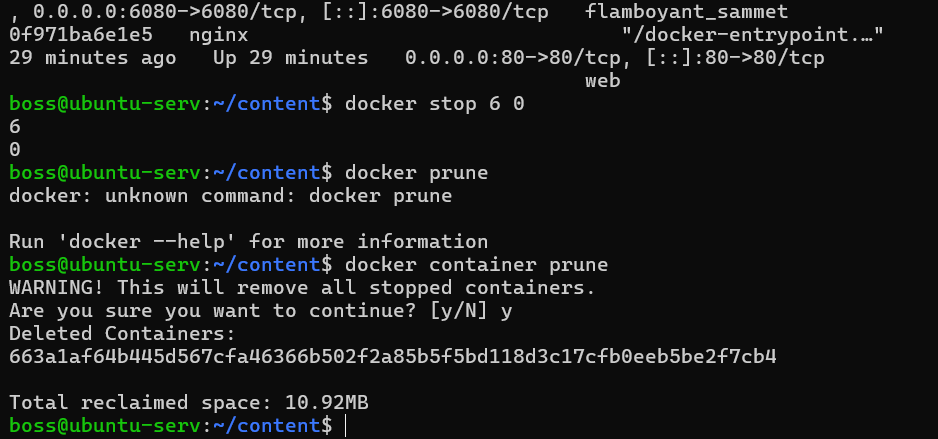 , 0.0.0.0:6080->6080/tcp, [::]:6080->6080/tcp   flamboyant_sammet
0f971ba6e1e5   nginx                                   "/docker-entrypoint.…"
29 minutes ago   Up 29 minutes   0.0.0.0:80->80/tcp, [::]:80->80/tcp
web
boss@ubuntu-serv:~/content$ docker stop 6 0
6
0
boss@ubuntu-serv:~/content$ docker prune
docker: unknown command: docker prune

Run 'docker --help' for more information
boss@ubuntu-serv:~/content$ docker container prune
WARNING! This will remove all stopped containers.
Are you sure you want to continue? [y/N] y
Deleted Containers:
663a1af64b445d567cfa46366b502f2a85b5f5bd118d3c17cfb0eeb5be2f7cb4

Total reclaimed space: 10.92MB
boss@ubuntu-serv:~/content$